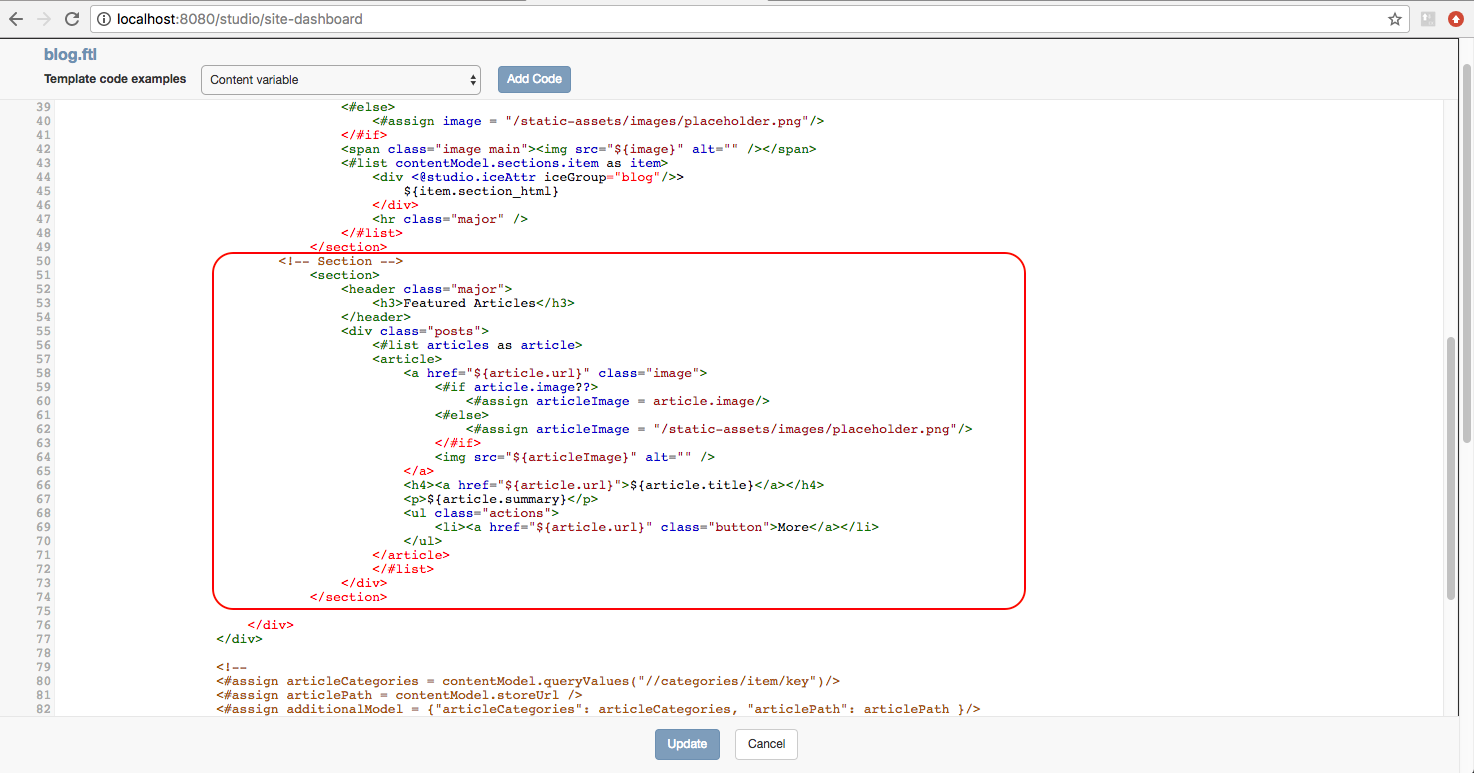 localhost:8080/studio/site-dashboard
blog.ftl
Template code examples Content variable Add Code
39 <#else>
40 <#assign image = "/static-assets/images/placeholder.png"/>
41 </#if>
42 <span class="image main"><img src="${image}" alt="" /></span>
43 <#list contentModel.sections.item as item>
44 <div <@studio.iceAttr iceGroup="blog"/>>
45 ${item.section_html}
46 </div>
47 <hr class="major" />
48 </#list>
49 </section>
50 <!-- Section -->
51 <section>
52 <header class="major">
53 <h3>Featured Articles</h3>
54 </header>
55 <div class="posts">
56 <#list articles as article>
57 <article>
58 <a href="${article.url}" class="image">
59 <#if article.image??>
60 <#assign articleImage = article.image/>
61 <#else>
62 <#assign articleImage = "/static-assets/images/placeholder.png"/>
63 </#if>
64 <img src="${articleImage}" alt="" />
65 </a>
66 <h4><a href="${article.url}">${article.title}</a></h4>
67 <p>${article.summary}</p>
68 <ul class="actions">
69 <li><a href="${article.url}" class="button">More</a></li>
70 </ul>
71 </article>
72 </#list>
73 </div>
74 </section>
75
76 </div>
77 </div>
78
79 <!--
80 <#assign articleCategories = contentModel.queryValues("//categories/item/key")/>
81 <#assign articlePath = contentModel.storeUrl />
82 <#assign additionalModel = {"articleCategories": articleCategories, "articlePath": articlePath }/>
Update Cancel